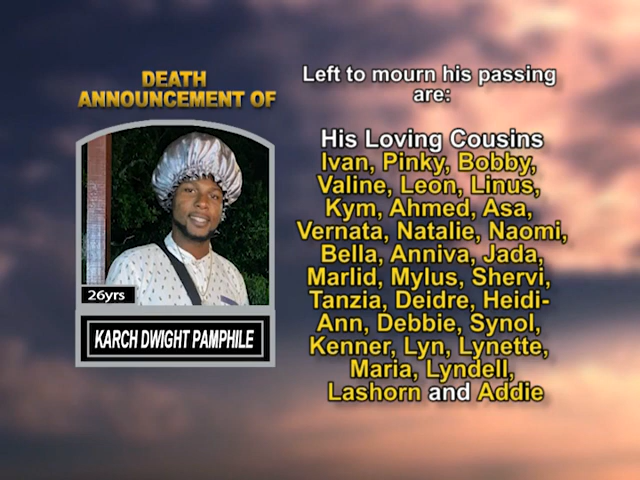 DEATH
ANNOUNCEMENT OF
26yrs
KARCH DWIGHT PAMPHILE
Left to mourn his passing
are:
His Loving Cousins
Ivan, Pinky, Bobby,
Valine, Leon, Linus,
Kym, Ahmed, Asa,
Vernata, Natalie, Naomi,
Bella, Anniva, Jada,
Marlid, Mylus, Shervi,
Tanzia, Deidre, Heidi-
Ann, Debbie, Synol,
Kenner, Lyn, Lynette,
Maria, Lyndell,
Lashorn and Addie